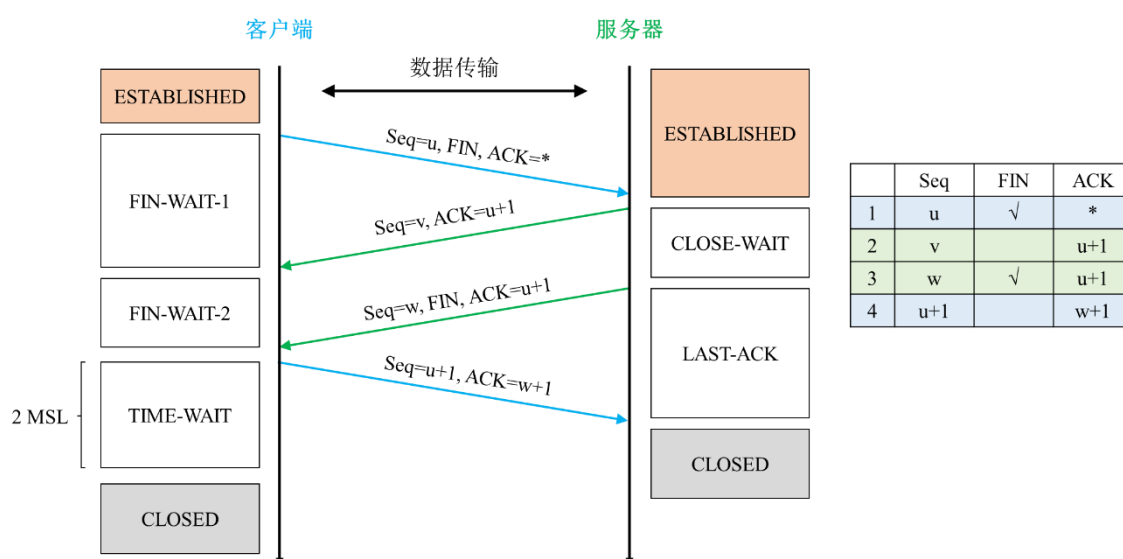 客户端
服务器
数据传输
ESTABLISHED
ESTABLISHED
Seq=u, FIN, ACK=*
FIN-WAIT-1
Seq=v, ACK=u+1
CLOSE-WAIT
FIN-WAIT-2
Seq=w, FIN, ACK=u+1
LAST-ACK
Seq=u+1, ACK=w+1
2 MSL
TIME-WAIT
CLOSED
CLOSED
Seq FIN ACK
1 u √ *
2 v u+1
3 w √ u+1
4 u+1 w+1